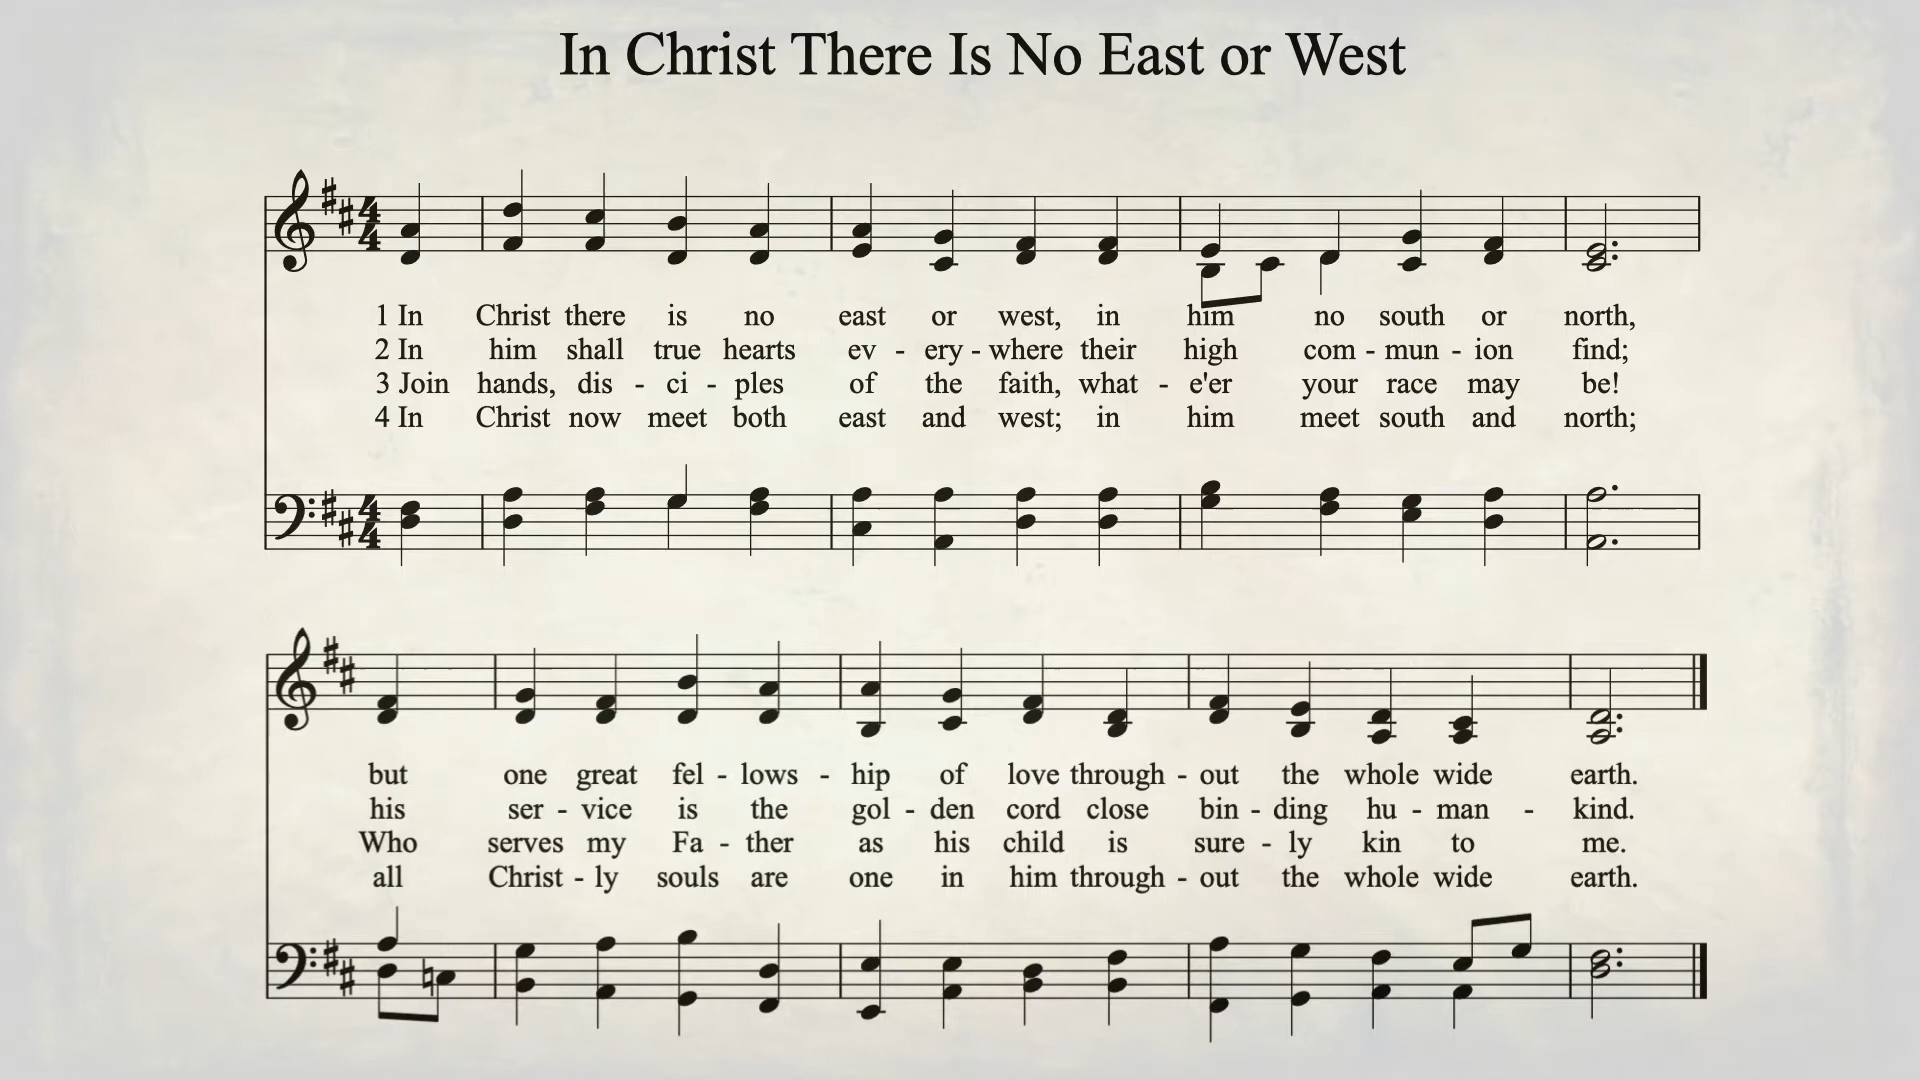 In Christ There Is No East or West
1 In Christ there is no east or west, in him no south or north,
2 In him shall true hearts ev - ery - where their high com - mun - ion find;
3 Join hands, dis - ci - ples of the faith, what - e'er your race may be!
4 In Christ now meet both east and west; in him meet south and north;
but one great fel - lows - hip of love through - out the whole wide earth.
his ser - vice is the gol - den cord close bin - ding hu - man - kind.
Who serves my Fa - ther as his child is sure - ly kin to me.
all Christ - ly souls are one in him through - out the whole wide earth.